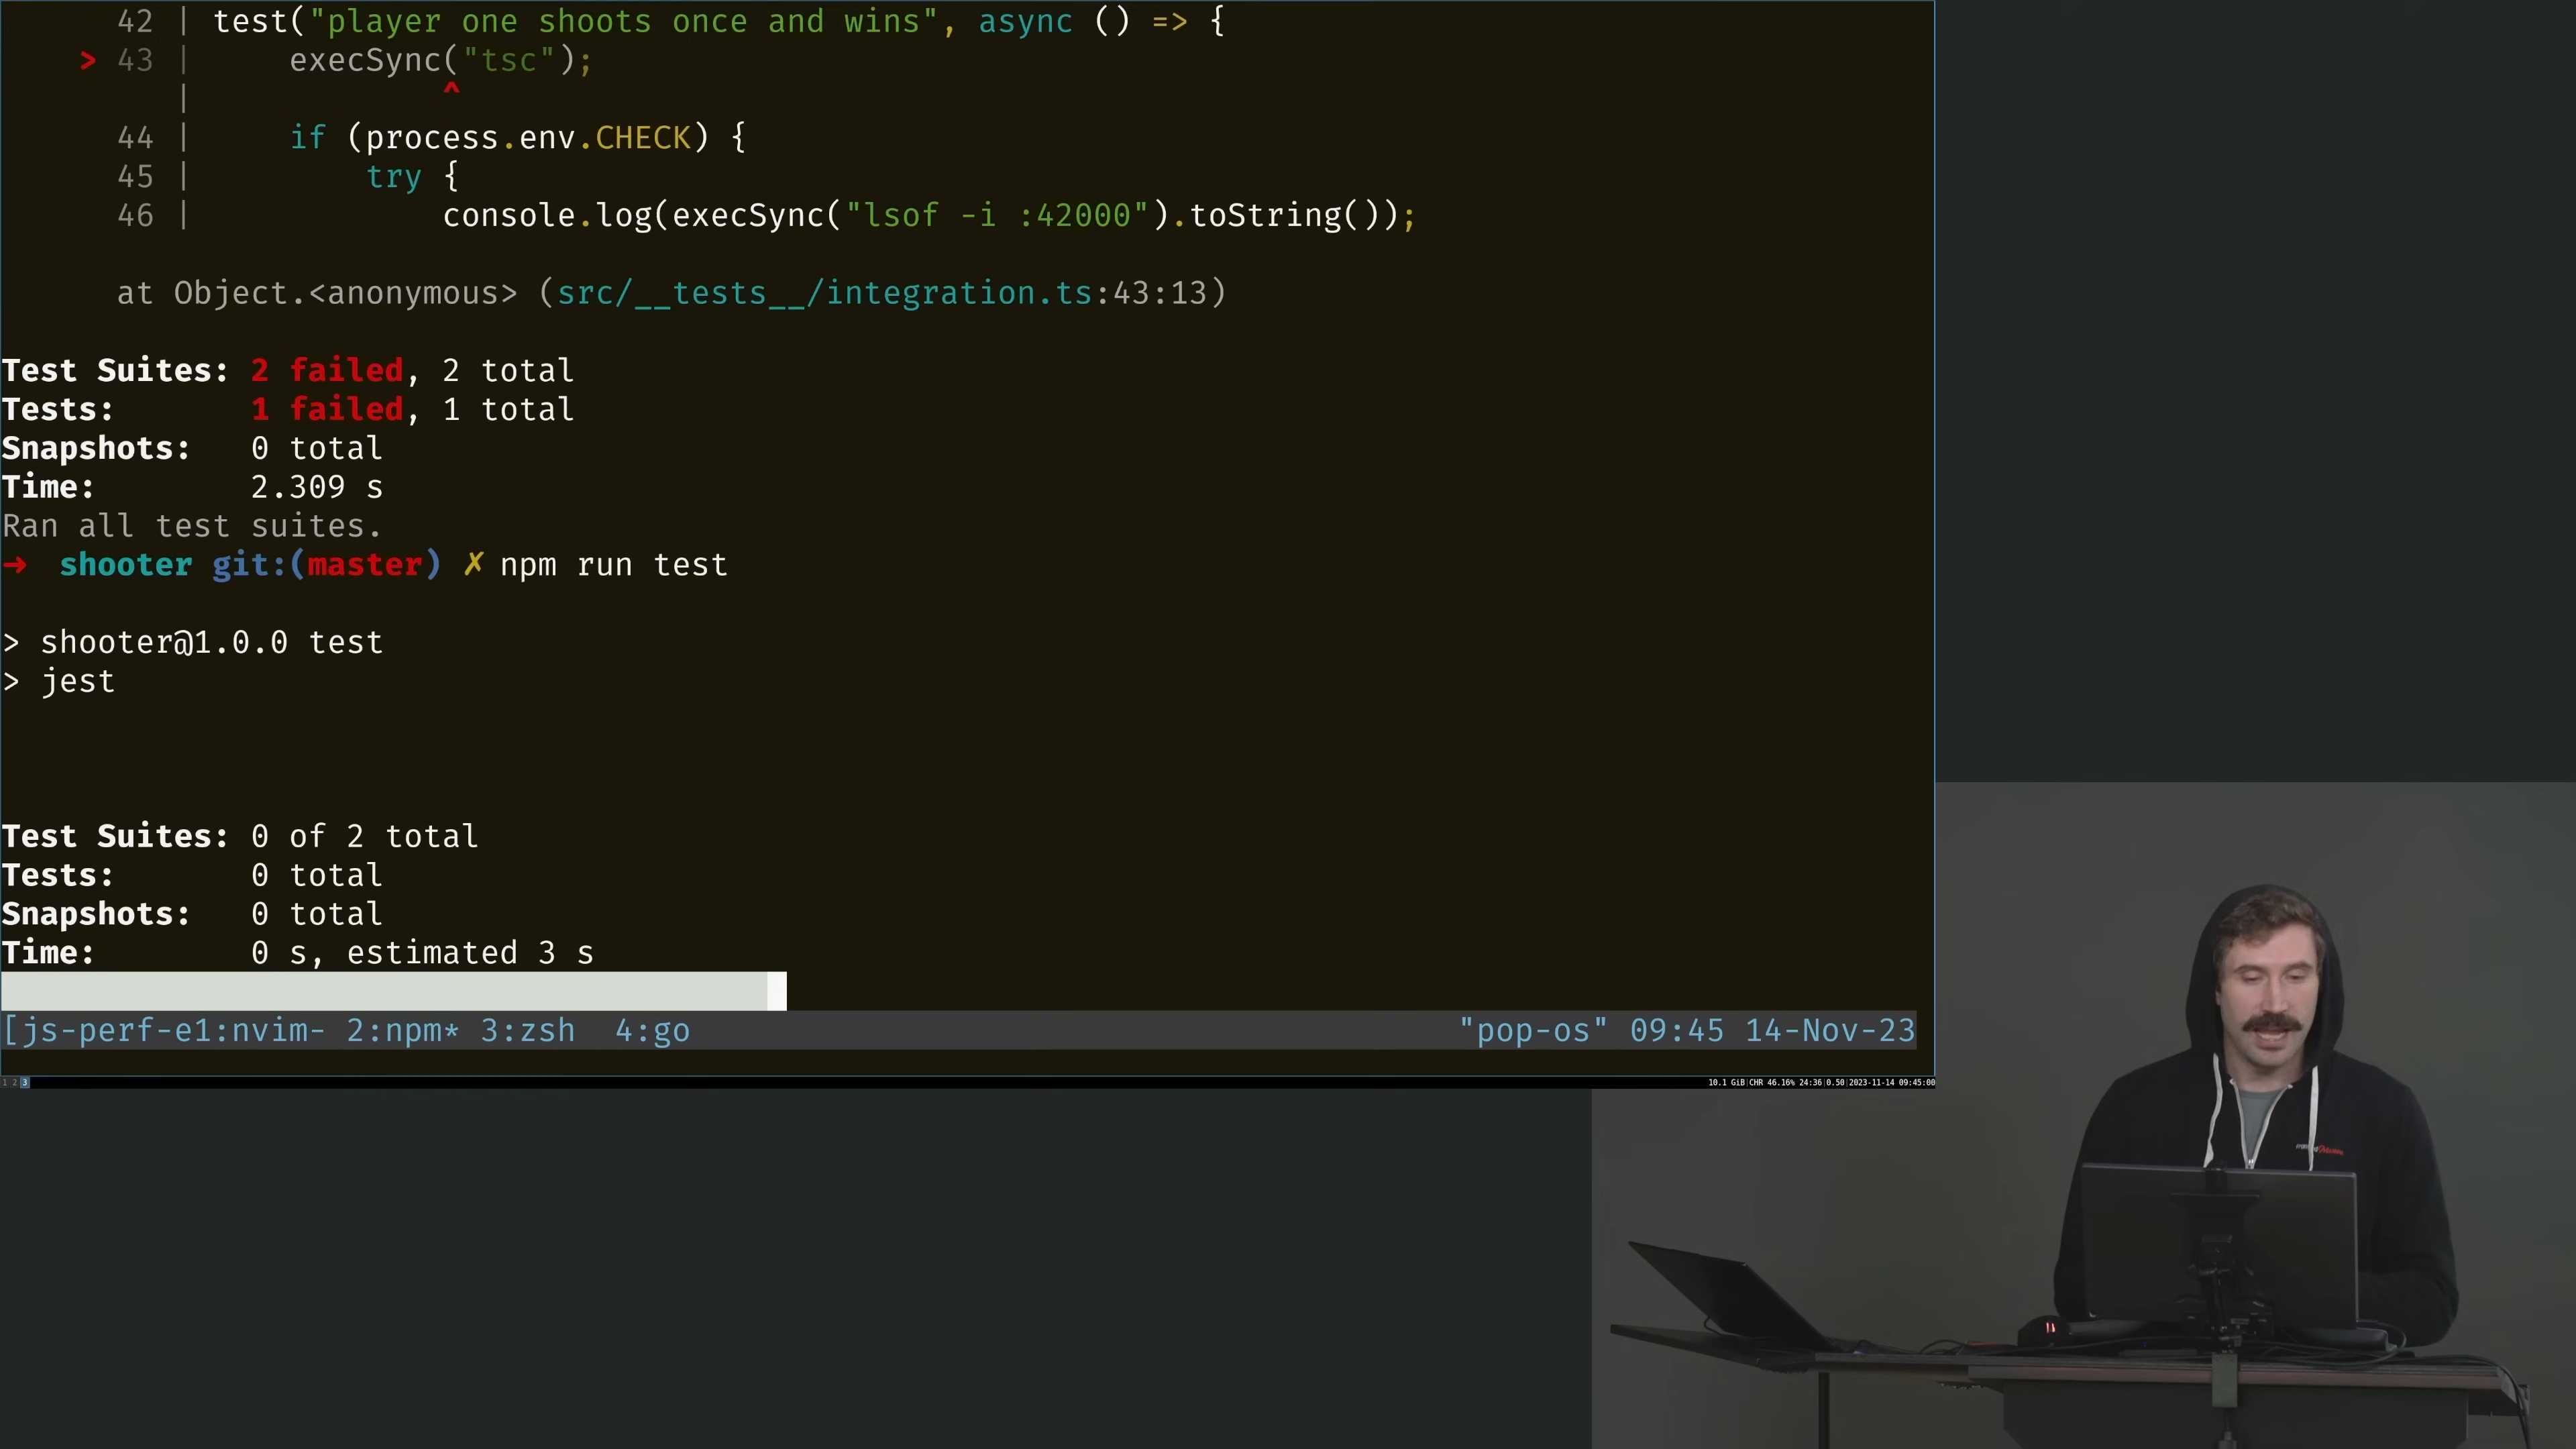 42 | test("player one shoots once and wins", async () => {
> 43 |     execSync("tsc");
|             ^
44 |     if (process.env.CHECK) {
45 |         try {
46 |             console.log(execSync("lsof -i :42000").toString());
at Object.<anonymous> (src/__tests__/integration.ts:43:13)
Test Suites: 2 failed, 2 total
Tests:       1 failed, 1 total
Snapshots:   0 total
Time:        2.309 s
Ran all test suites.
➜  shooter git:(master) ✗ npm run test
> shooter@1.0.0 test
> jest
Test Suites: 0 of 2 total
Tests:       0 total
Snapshots:   0 total
Time:        0 s, estimated 3 s
[js-perf-e1:nvim- 2:npm* 3:zsh  4:go "pop-os" 09:45 14-Nov-23
1 2 3 10.1 GiB|CHR 46.16% 24:36|0.50|2023-11-14 09:45:00